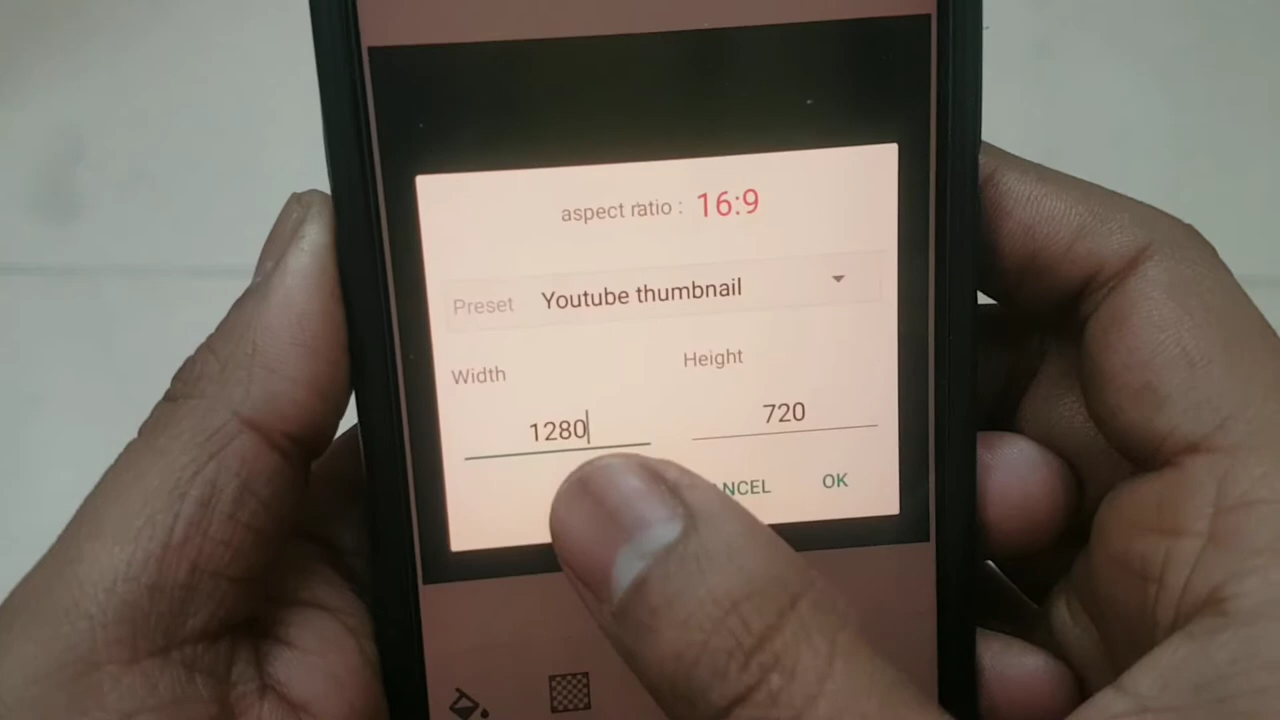 aspect ratio : 16:9
Preset Youtube thumbnail
Width Height
1280 720
OK